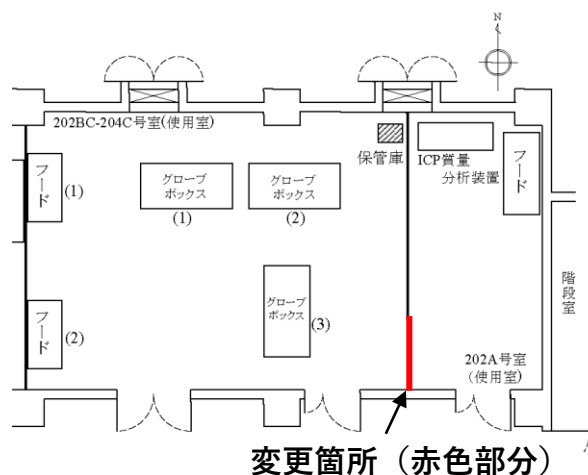 N
202BC-204C号室(使用室)
保管庫
ICP質量
分析装置
フード
フード
(1)
グローブ
ボックス
(1)
グローブ
ボックス
(2)
グローブ
ボックス
(3)
フード
(2)
階段室
202A号室
(使用室)
変更箇所（赤色部分）